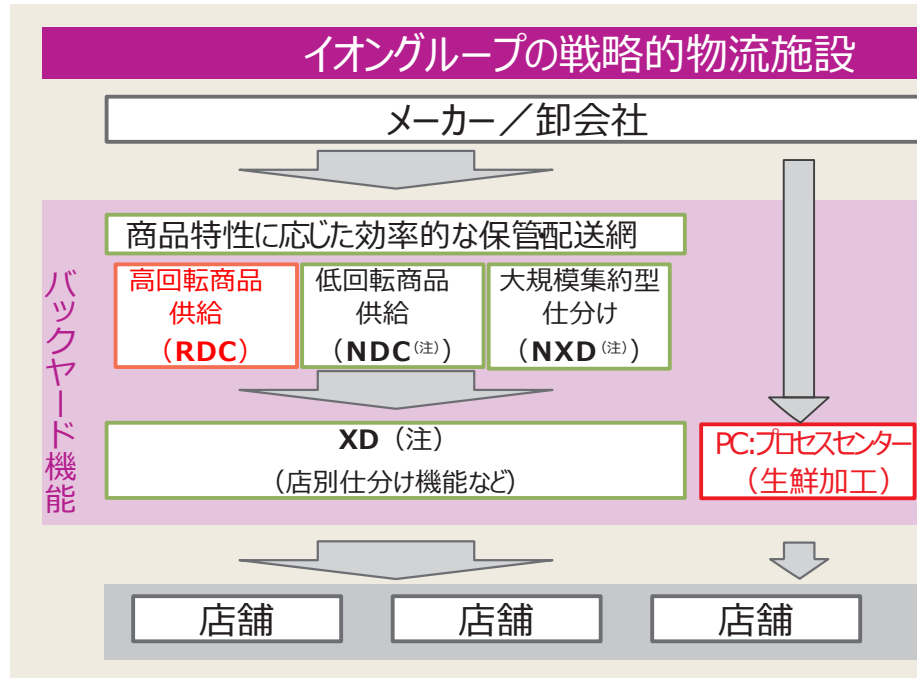 イオングループの戦略的物流施設
メーカー／卸会社
バックヤード機能
商品特性に応じた効率的な保管・配送網
高回転商品
供給
（RDC）
低回転商品
供給
（NDC（注））
大規模集約型
仕分け
（NXD（注））
XD（注）
（店別仕分け機能など）
PC:プロセスセンター
（生鮮加工）
店舗
店舗
店舗